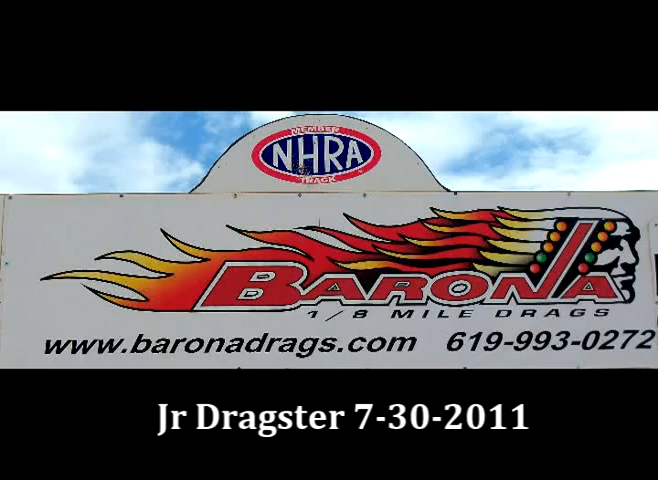 MEMBER
NHRA
TRACK
BARONA
1/8 MILE DRAGS
www.baronadrags.com 619-993-0272
Jr Dragster 7-30-2011